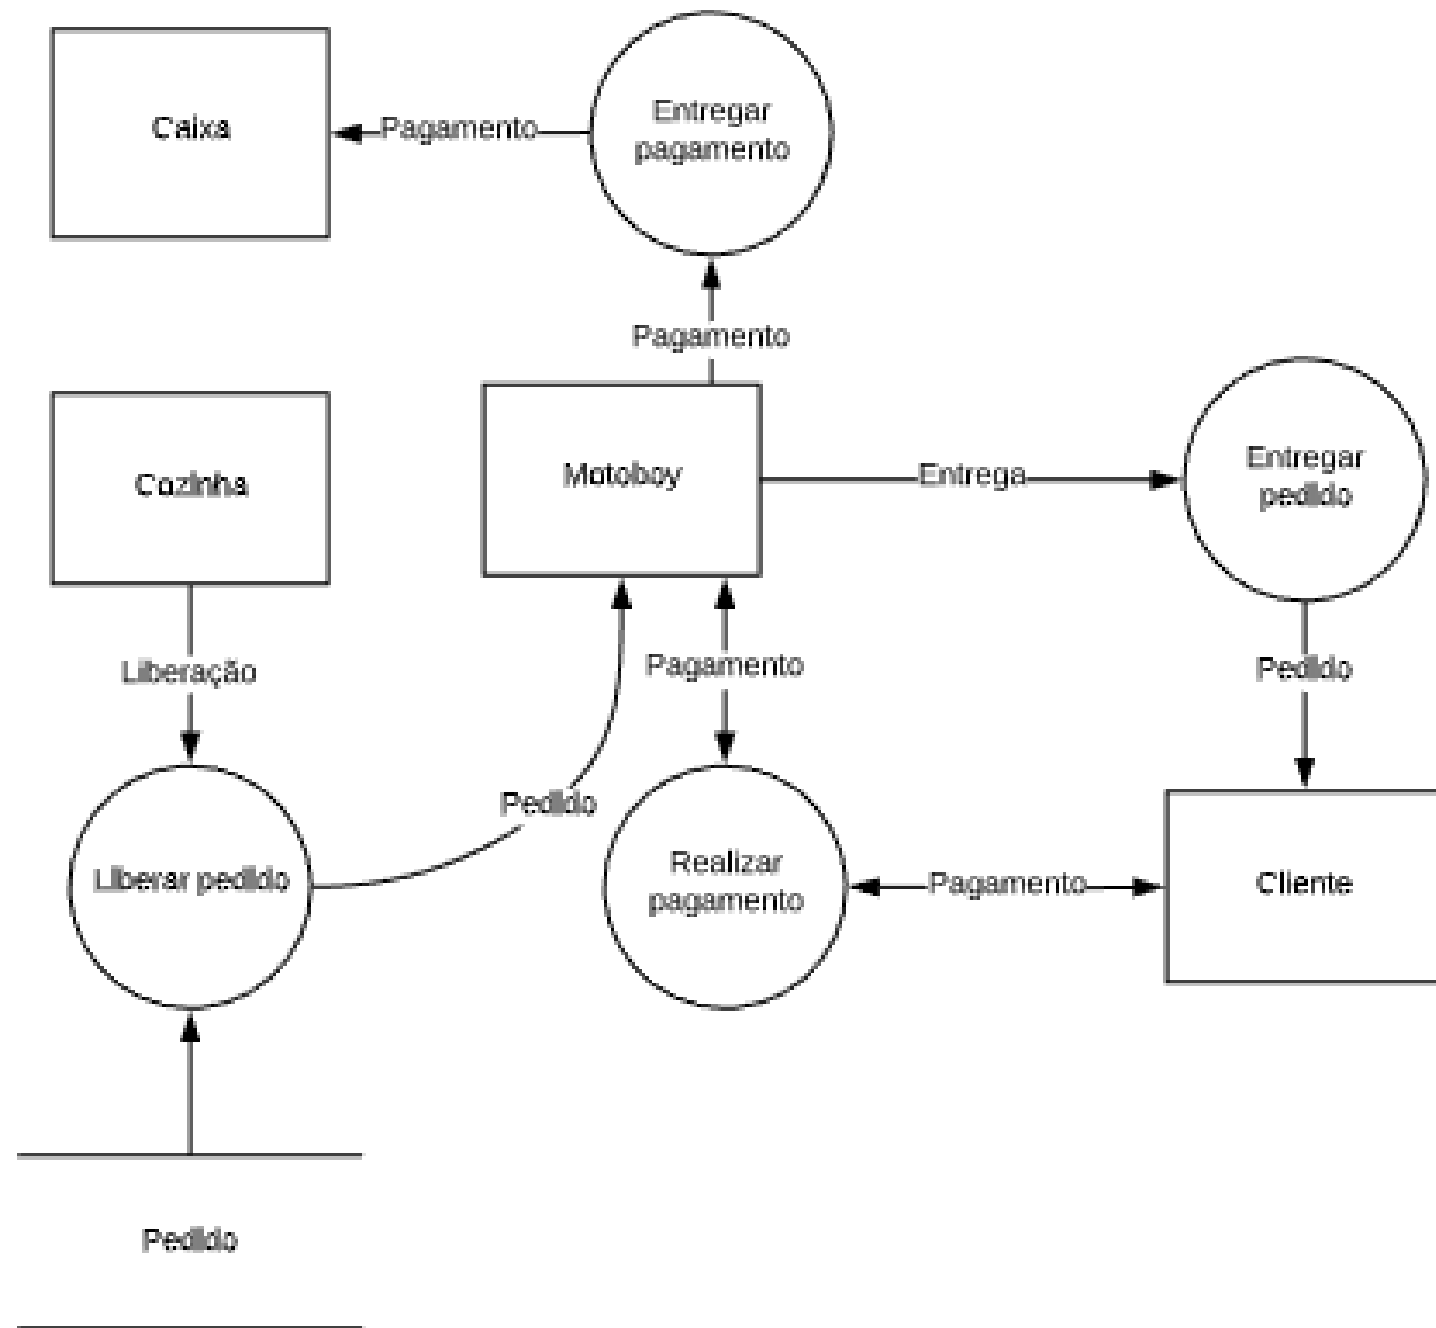 Entregar
pagamento
Caixa
Pagamento
Pagamento
Cozinha
Motoboy
Entrega
Entregar
pedido
Liberação
Pagamento
Pedido
Pedido
Liberar pedido
Realizar
pagamento
Pagamento
Cliente
Pedido